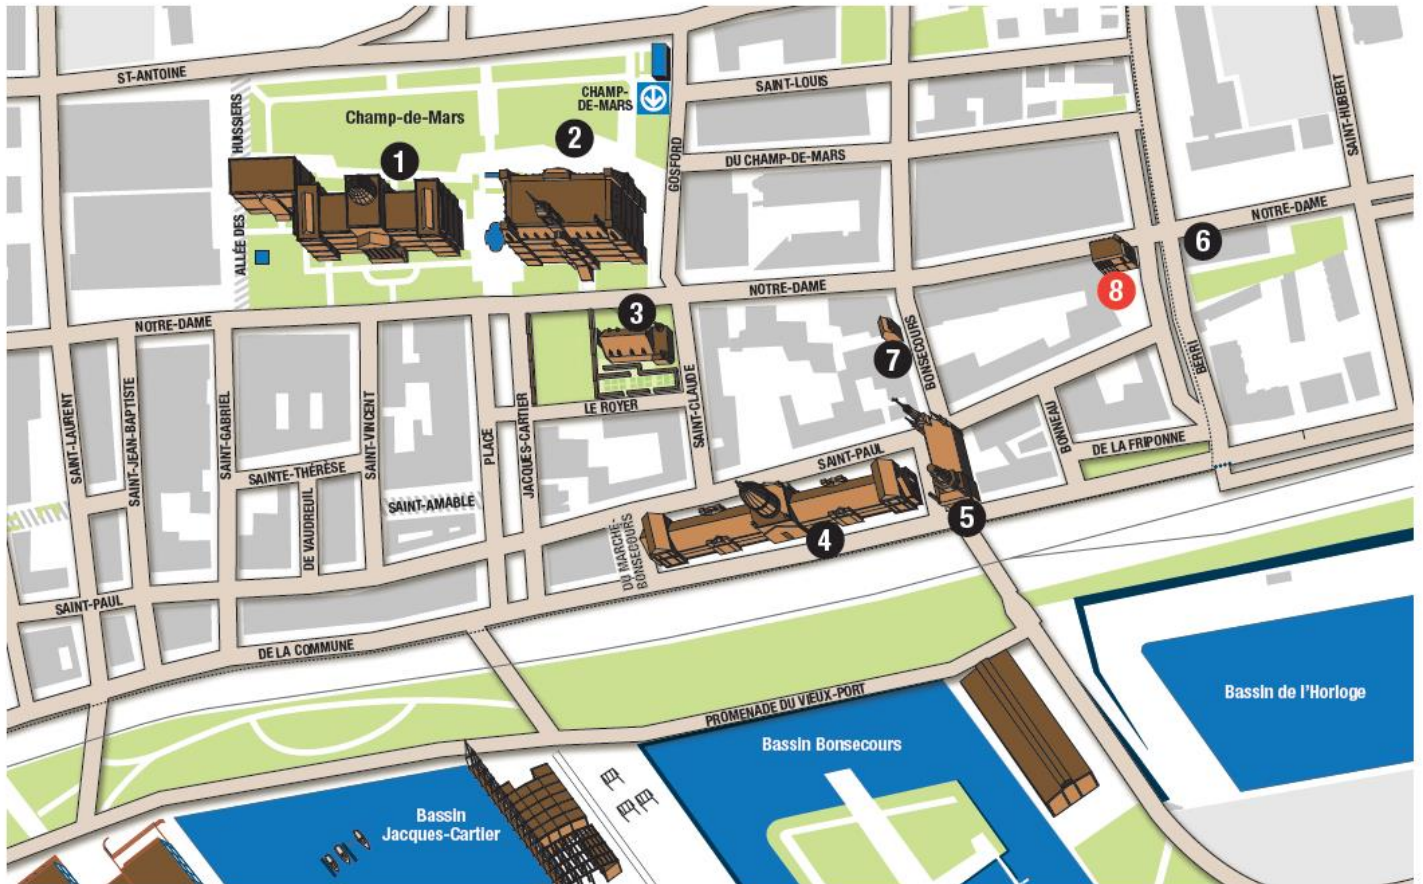 ST-ANTOINE
HUISSIERS
ALLÉE DES
Champ-de-Mars
CHAMP-
DE-MARS
1
2
GOSFORD
SAINT-LOUIS
DU CHAMP-DE-MARS
SAINT-HUBERT
NOTRE-DAME
6
8
NOTRE-DAME
NOTRE-DAME
3
7
BONSECOURS
BERRI
SAINT-LAURENT
SAINT-JEAN-BAPTISTE
SAINT-GABRIEL
SAINT-VINCENT
SAINTE-THÉRÈSE
DE VAUDREUIL
SAINT-AMABLE
PLACE
JACQUES-CARTIER
LE ROYER
SAINT-CLAUDE
SAINT-PAUL
BONNEAU
DE LA FRIPONNE
DU MARCHÉ-
BONSECOURS
4
5
SAINT-PAUL
DE LA COMMUNE
PROMENADE DU VIEUX-PORT
Bassin de l'Horloge
Bassin Bonsecours
Bassin
Jacques-Cartier